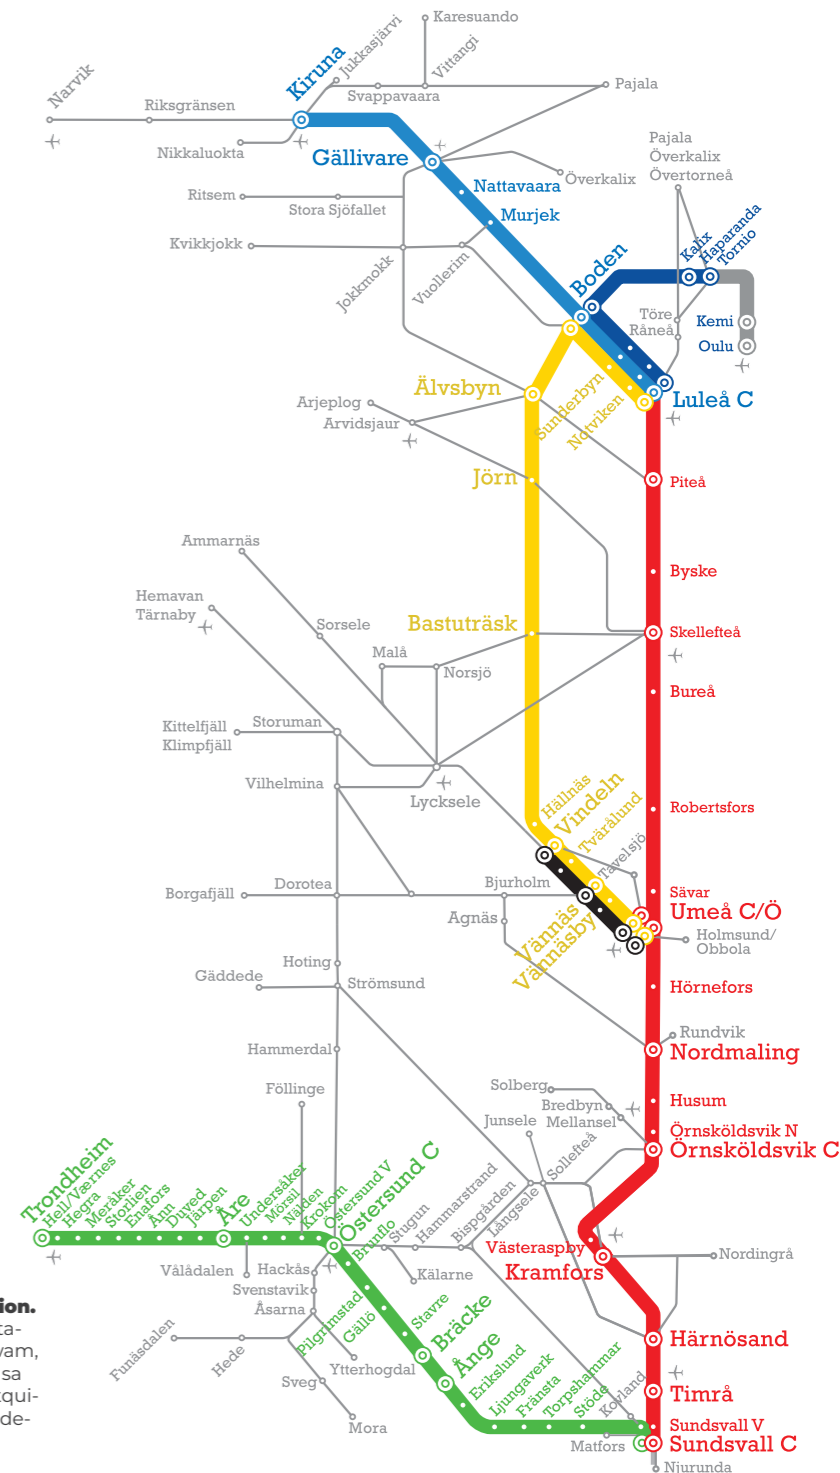 Karesuando
Jukkasjärvi
Vittangi
Narvik
Kiruna
Pajala
Svappavaara
Riksgränsen
Nikkaluokta
Gällivare
Pajala
Överkalix
Övertorneå
Överkalix
Nattavaara
Ritsem
Stora Sjöfallet
Murjek
Kvikkjokk
Jokkmokk
Vuollerim
Boden
Kalix
Haparanda
Tornio
Töre
Råneå
Kemi
Oulu
Älvsbyn
Sunderbyn
Notviken
Luleå C
Arjeplog
Arvidsjaur
Jörn
Piteå
Ammarnäs
Byske
Hemavan
Tärnaby
Sorsele
Bastuträsk
Skellefteå
Malå
Norsjö
Bureå
Kittelfjäll
Klimpfjäll
Storuman
Vilhelmina
Lycksele
Hällnäs
Vindeln
Tvärålund
Tavelsjö
Robertsfors
Borgafjäll
Dorotea
Bjurholm
Agnäs
Vännäs
Vännäsby
Sävar
Umeå C/Ö
Holmsund/
Obbola
Hoting
Gäddede
Strömsund
Hörnefors
Rundvik
Hammerdal
Nordmaling
Föllinge
Solberg
Bredbyn
Mellansel
Husum
Junsele
Sollefteå
Örnsköldsvik N
Örnsköldsvik C
Trondheim
Hell/Værnes
Hegra
Meråker
Storlien
Enafors
Ånn
Duved
Järpen
Åre
Undersåker
Mörsil
Nälden
Krokom
Östersund V
Östersund C
Brunflo
Stugun
Hammarstrand
Bispgården
Långsele
Västeraspby
Kramfors
Nordingrå
Vålådalen
Hackås
Svenstavik
Åsarna
Kälarne
Pilgrimstad
Gällö
Stavre
Bräcke
Ånge
Härnösand
Funäsdalen
Hede
Ytterhogdal
Sveg
Mora
Erikslund
Ljungaverk
Fränsta
Torpshammar
Stöde
Kovland
Timrå
Sundsvall V
Sundsvall C
Matfors
Njurunda
ion.
ta-
vam,
sa
qui-
de-